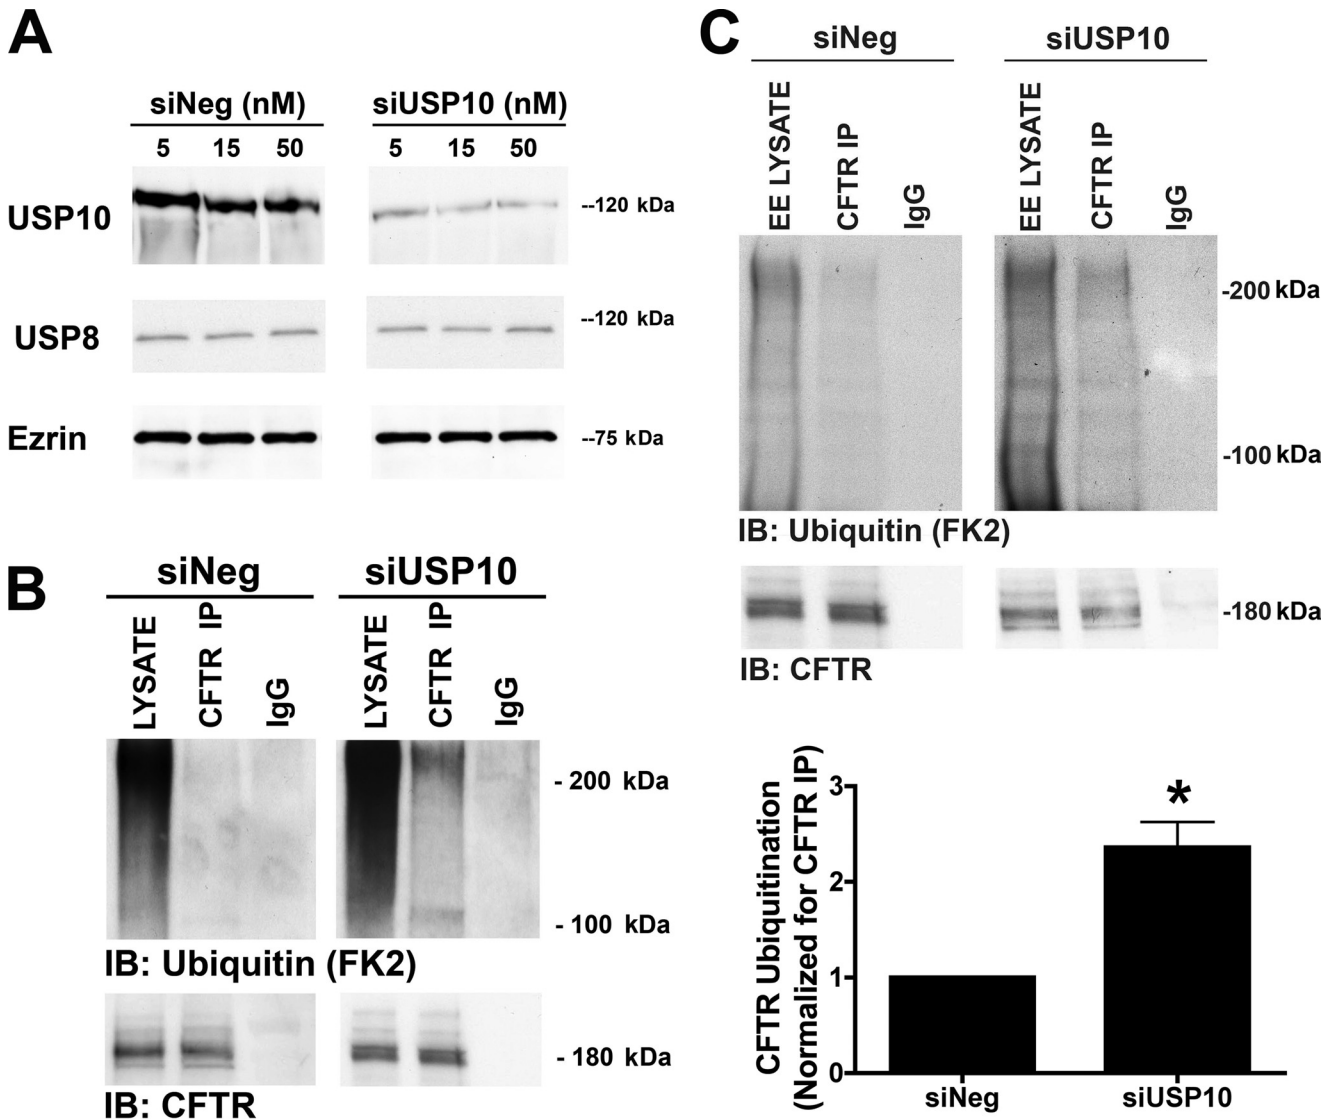 A
siNeg (nM)
siUSP10 (nM)
5 15 50
5 15 50
USP10
--120 kDa
USP8
--120 kDa
Ezrin
--75 kDa
B
siNeg
siUSP10
LYSATE
CFTR IP
IgG
LYSATE
CFTR IP
IgG
- 200 kDa
- 100 kDa
IB: Ubiquitin (FK2)
- 180 kDa
IB: CFTR
C
siNeg
siUSP10
EE LYSATE
CFTR IP
IgG
EE LYSATE
CFTR IP
IgG
-200 kDa
-100 kDa
IB: Ubiquitin (FK2)
-180 kDa
IB: CFTR
CFTR Ubiquitination
(Normalized for CFTR IP)
3
2
1
0
*
siNeg
siUSP10